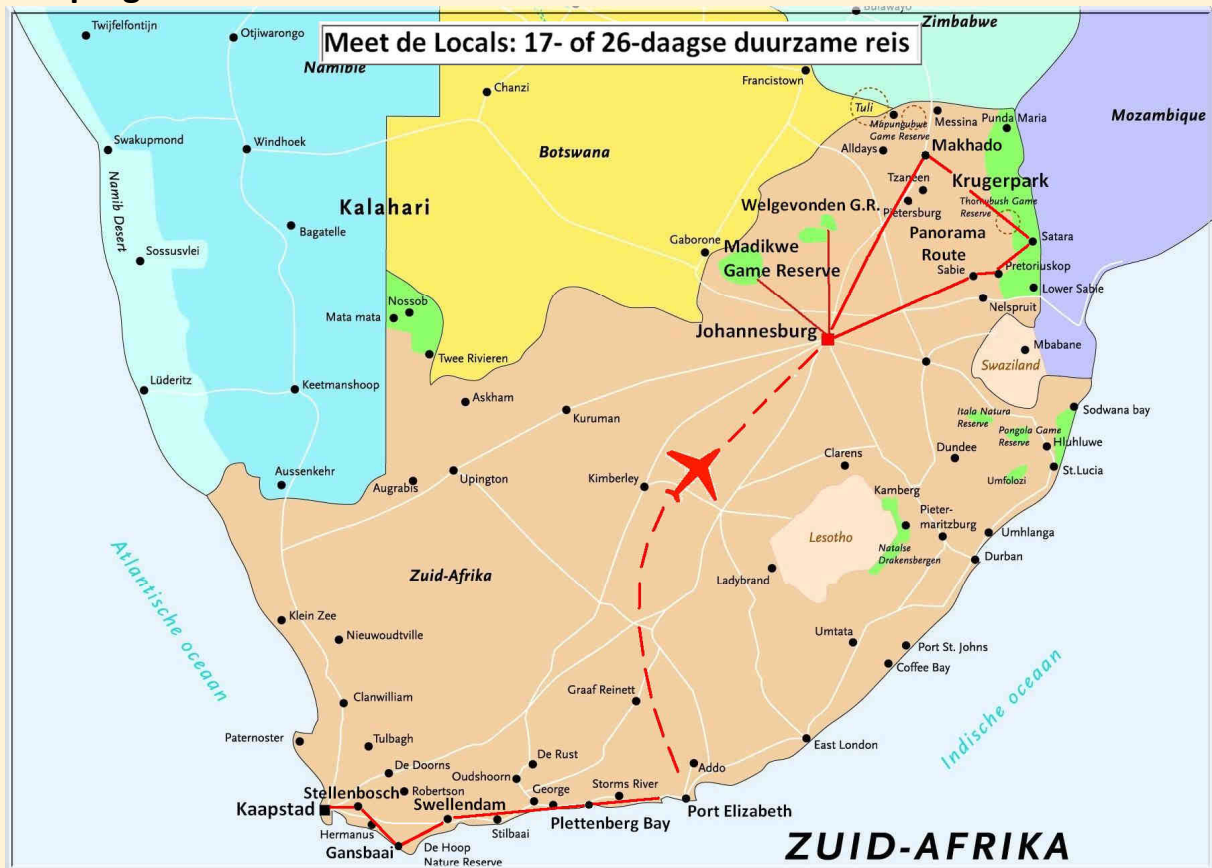 Meet de Locals: 17- of 26-daagse duurzame reis
Twijfelfontijn
Otjiwarongo
Namibie
Chanzi
Francistown
Zimbabwe
Mozambique
Tuli
Mapungubwe
Game Reserve
Messina
Punda Maria
Swakupmond
Windhoek
Botswana
Alldays
Makhado
Namib Desert
Kalahari
Tzaneen
Krugerpark
Pietersburg
Thornybush Game
Reserve
Welgevonden G.R.
Bagatelle
Gaborone
Madikwe
Game Reserve
Panorama
Route
Satara
Sossusvlei
Sabie
Pretoriuskop
Lower Sabie
Nelspruit
Nossob
Mata mata
Johannesburg
Twee Rivieren
Mbabane
Swaziland
Lüderitz
Keetmanshoop
Askham
Kuruman
Sodwana bay
Itala Natura
Reserve
Pongola Game
Reserve
Hluhluwe
Dundee
Clarens
St.Lucia
Umfolozi
Aussenkehr
Augrabis
Upington
Kimberley
Kamberg
Pieter-
maritzburg
Umhlanga
Lesotho
Natalse
Drakensbergen
Durban
Atlantische oceaan
Zuid-Afrika
Ladybrand
Klein Zee
Nieuwoudtville
Umtata
Port St. Johns
Coffee Bay
Graaf Reinett
Clanwilliam
Indische oceaan
Paternoster
Tulbagh
East London
De Doorns
De Rust
Addo
Oudshoorn
Stellenbosch
Robertson
George
Storms River
Kaapstad
Swellendam
Port Elizabeth
Hermanus
Stilbaai
Plettenberg Bay
Gansbaai
De Hoop
Nature Reserve
ZUID-AFRIKA